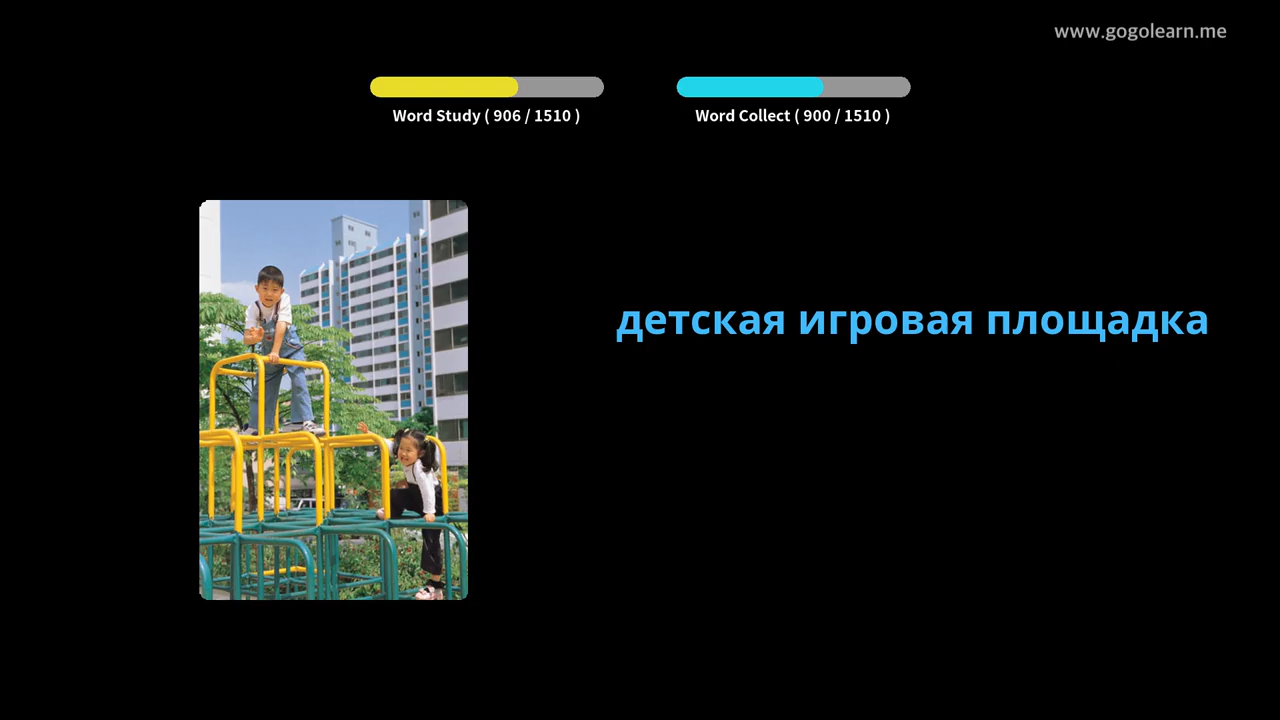 www.gogolearn.me
Word Study ( 906 / 1510 )
Word Collect ( 900 / 1510 )
детская игровая площадка